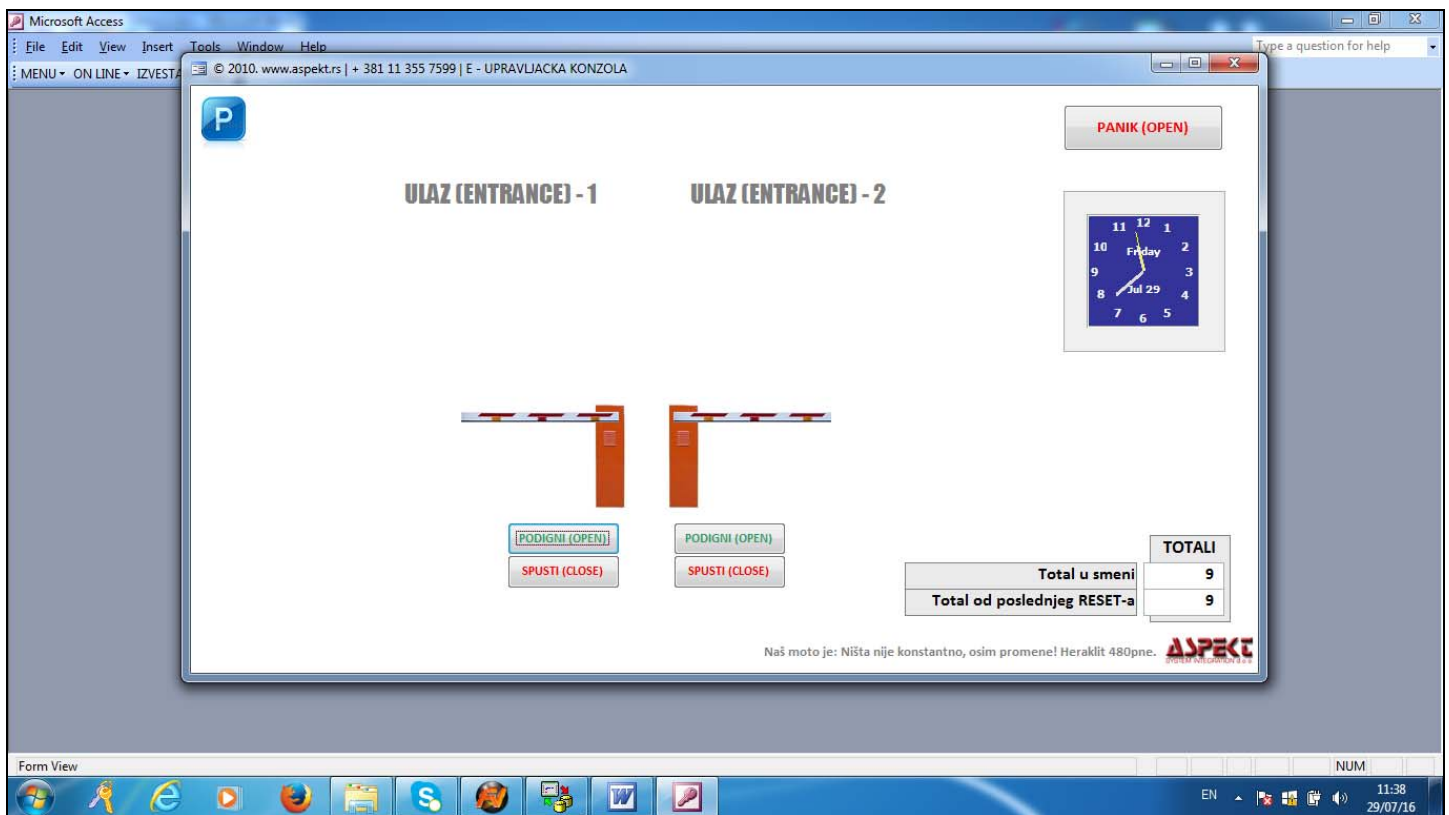 Microsoft Access
File Edit View Insert Tools Window Help
Type a question for help
MENU ON LINE IZVESTA
© 2010. www.aspekt.rs | + 381 11 355 7599 | E - UPRAVLJACKA KONZOLA
P
PANIK (OPEN)
ULAZ (ENTRANCE) - 1
ULAZ (ENTRANCE) - 2
11 12 1
10 Friday 2
9 3
8 Jul 29 4
7 6 5
PODIGNI (OPEN)
PODIGNI (OPEN)
SPUSTI (CLOSE)
SPUSTI (CLOSE)
TOTALI
Total u smeni 9
Total od poslednjeg RESET-a 9
Naš moto je: Ništa nije konstantno, osim promene! Heraklit 480pne.
ASPEKT
SYSTEM INTEGRATION d.o.o
Form View
NUM
EN
11:38
29/07/16